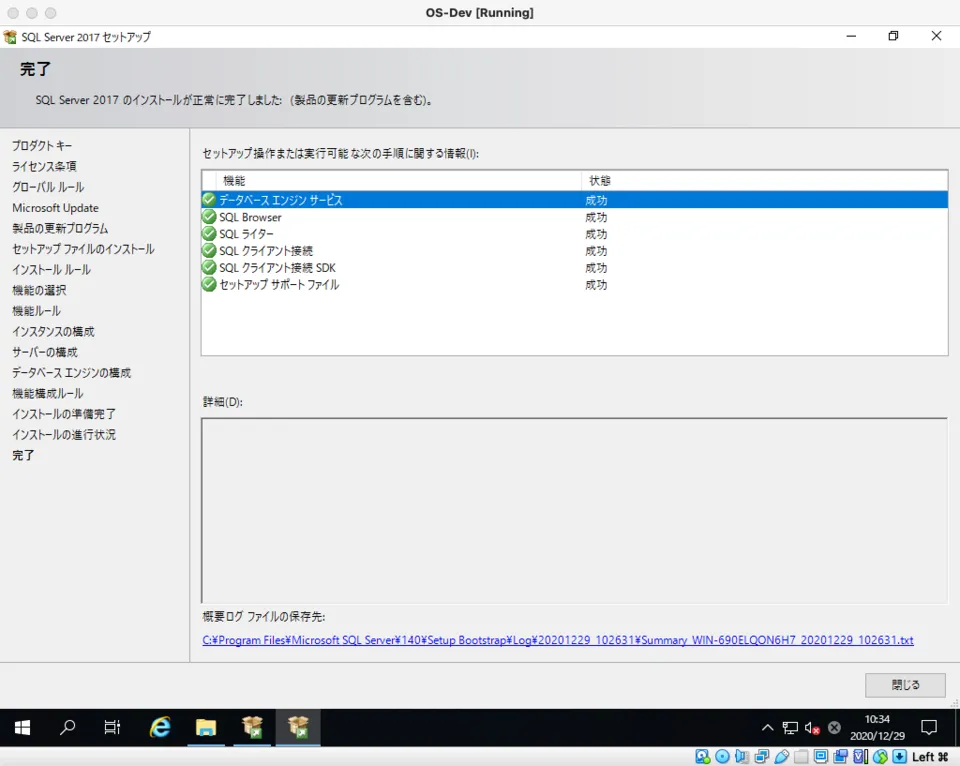 OS-Dev [Running]
SQL Server 2017 セットアップ
完了
SQL Server 2017 のインストールが正常に完了しました: (製品の更新プログラムを含む)。
プロダクト キー
ライセンス条項
グローバル ルール
Microsoft Update
製品の更新プログラム
セットアップ ファイルのインストール
インストール ルール
機能の選択
機能ルール
インスタンスの構成
サーバーの構成
データベース エンジンの構成
機能構成ルール
インストールの準備完了
インストールの進行状況
完了
セットアップ操作または実行可能な次の手順に関する情報(I):
機能 状態
データベース エンジン サービス 成功
SQL Browser 成功
SQL ライター 成功
SQL クライアント接続 成功
SQL クライアント接続 SDK 成功
セットアップ サポート ファイル 成功
詳細(D):
概要ログ ファイルの保存先:
C:¥Program Files¥Microsoft SQL Server¥140¥Setup Bootstrap¥Log¥20201229_102631¥Summary_WIN-690ELQON6H7_20201229_102631.txt
閉じる
10:34
2020/12/29
Left ⌘